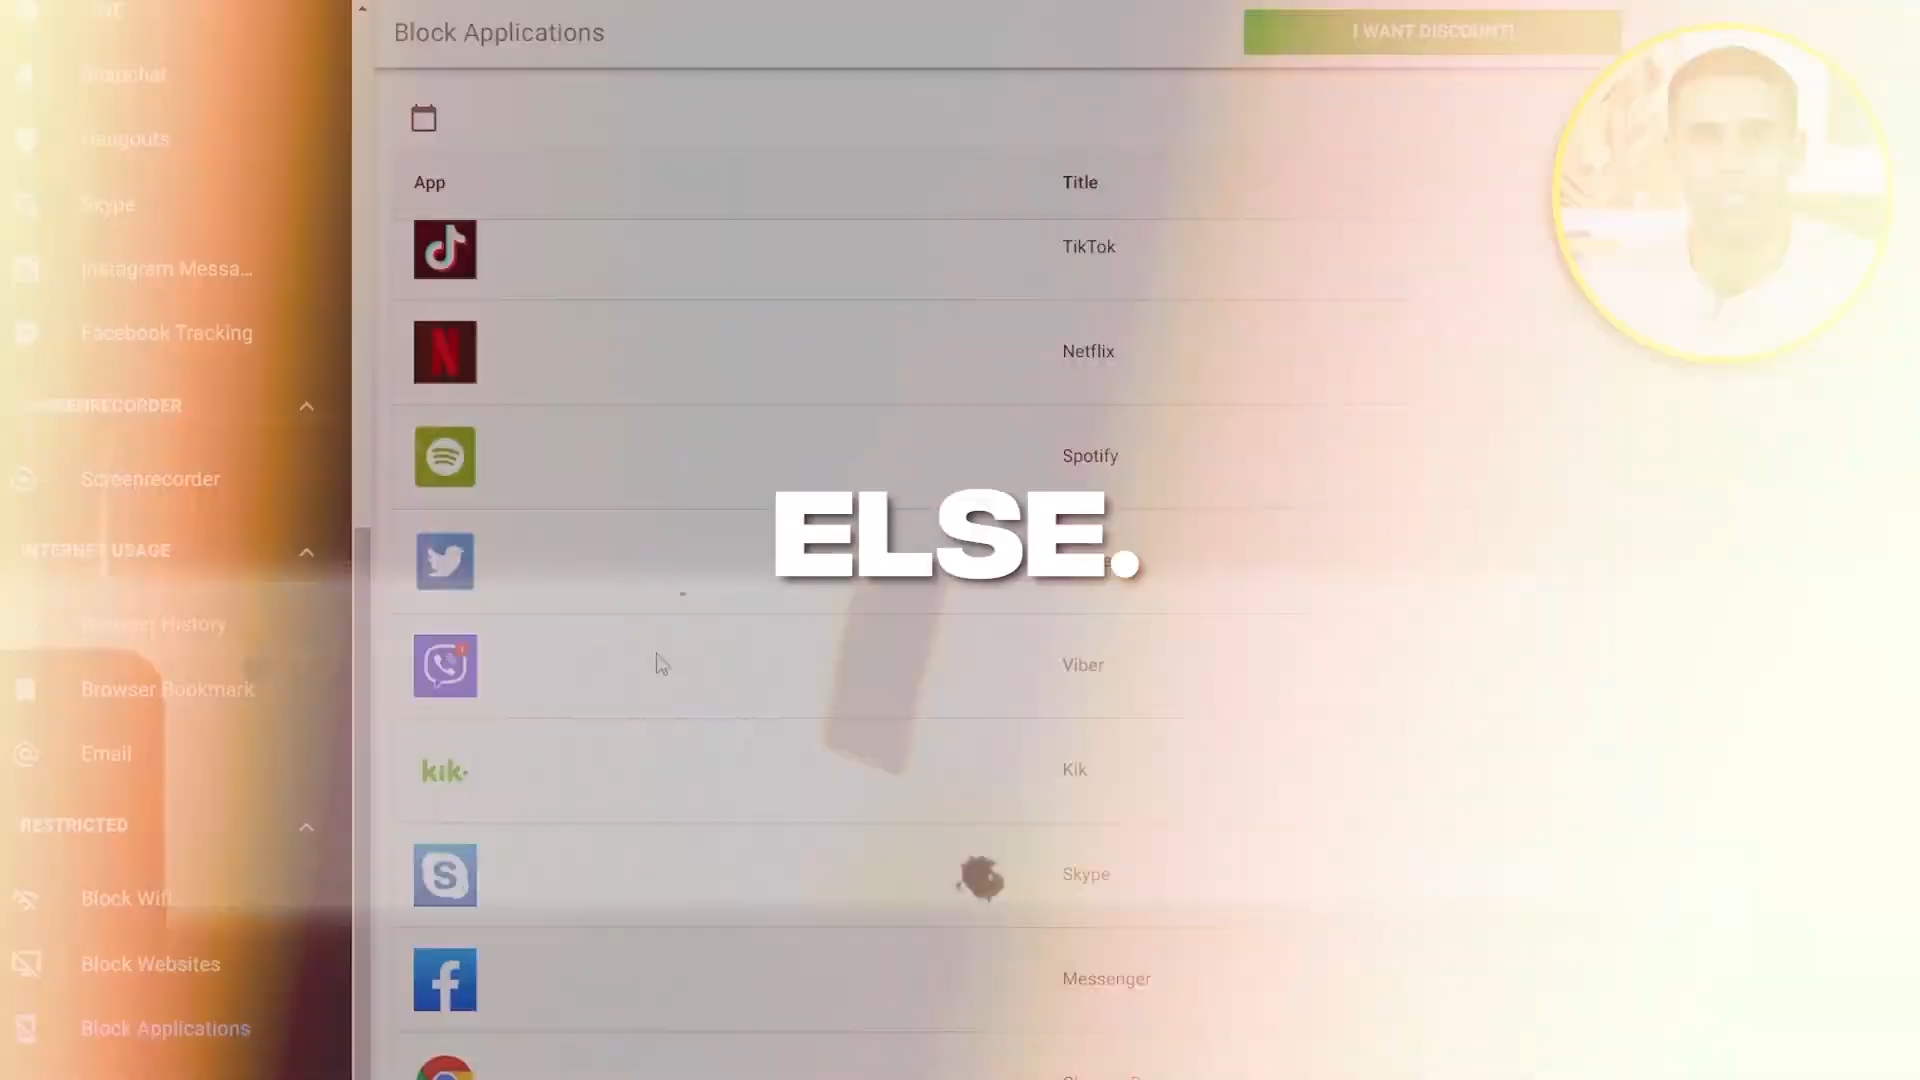 Block Applications
I WANT DISCOUNT!
Snapchat
Hangouts
Skype
Instagram Messa...
Facebook Tracking
Screenrecorder
INTERNET USAGE
History
Browser Bookmark
Email
RESTRICTED
Block Wifi
Block Websites
Block Applications
App
Title
TikTok
Netflix
Spotify
ELSE.
Viber
kik
Kik
Skype
Messenger